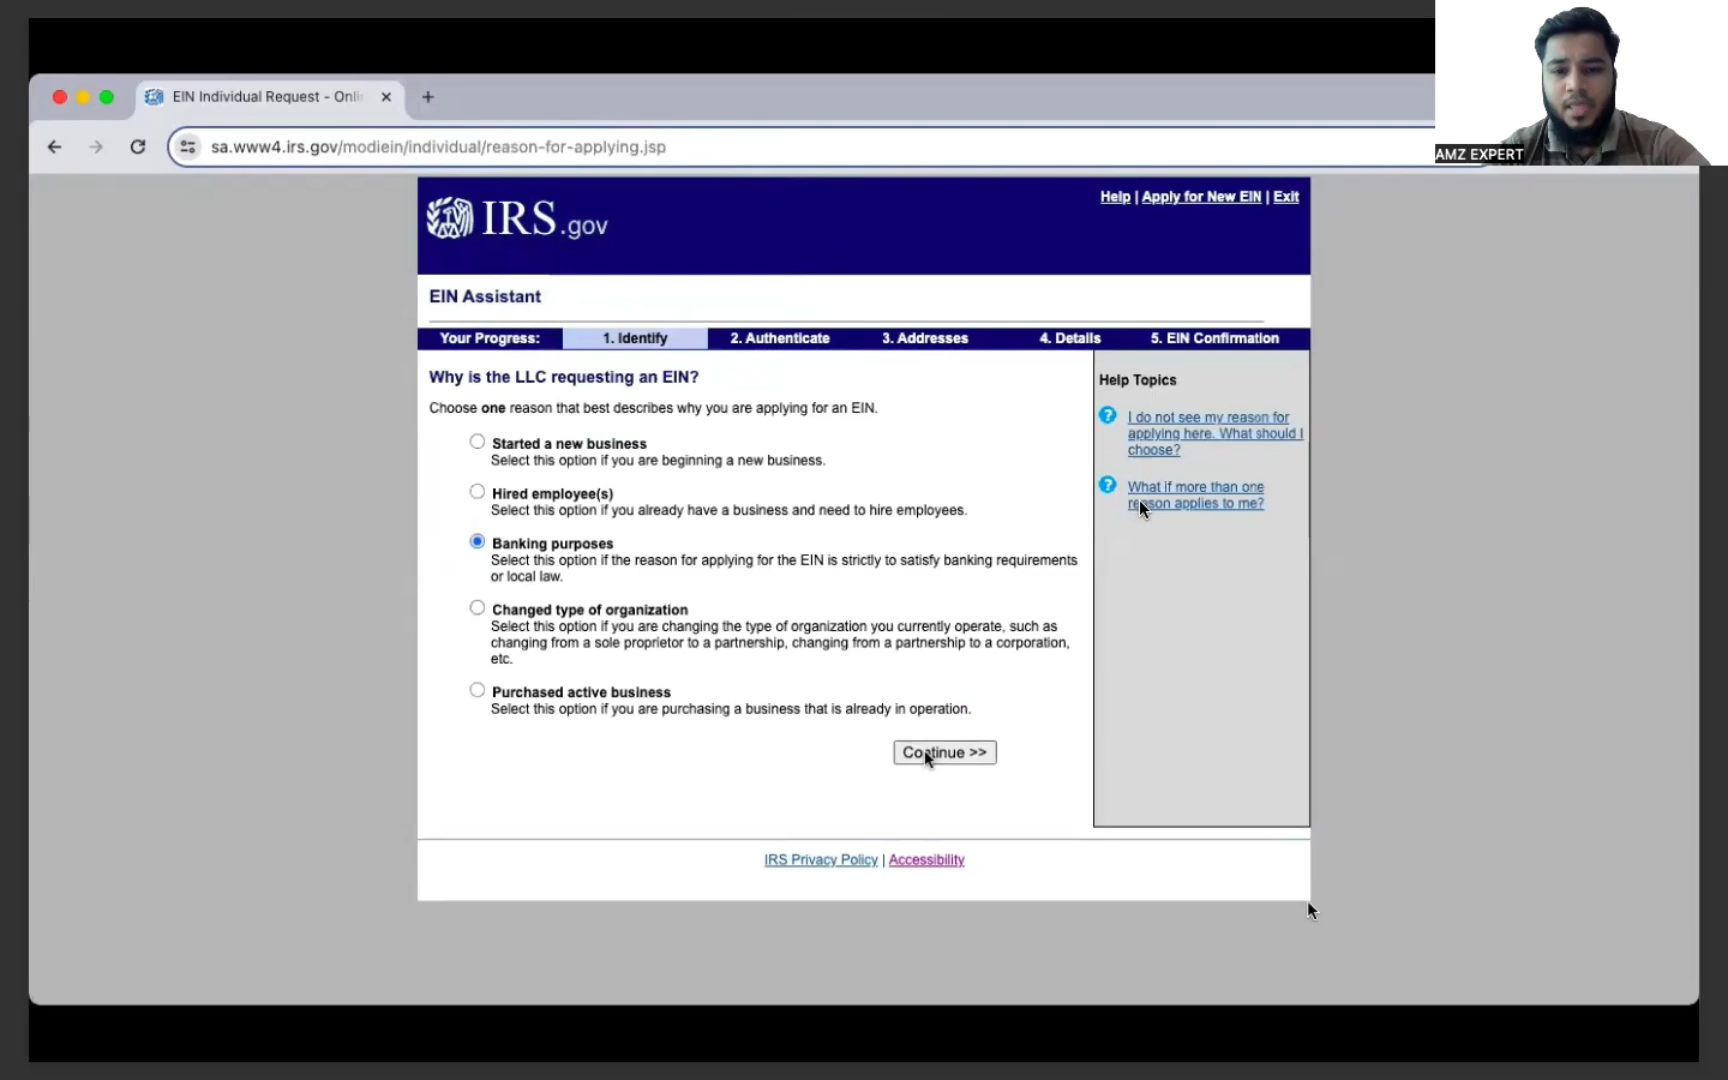 EIN Individual Request - Onli
sa.www4.irs.gov/modiein/individual/reason-for-applying.jsp
AMZ EXPERT
IRS.gov
Help | Apply for New EIN | Exit
EIN Assistant
Your Progress: 1. Identify 2. Authenticate 3. Addresses 4. Details 5. EIN Confirmation
Why is the LLC requesting an EIN?
Choose one reason that best describes why you are applying for an EIN.
Started a new business
Select this option if you are beginning a new business.
Hired employee(s)
Select this option if you already have a business and need to hire employees.
Banking purposes
Select this option if the reason for applying for the EIN is strictly to satisfy banking requirements
or local law.
Changed type of organization
Select this option if you are changing the type of organization you currently operate, such as
changing from a sole proprietor to a partnership, changing from a partnership to a corporation,
etc.
Purchased active business
Select this option if you are purchasing a business that is already in operation.
Continue >>
Help Topics
I do not see my reason for
applying here. What should I
choose?
What if more than one
reason applies to me?
IRS Privacy Policy | Accessibility